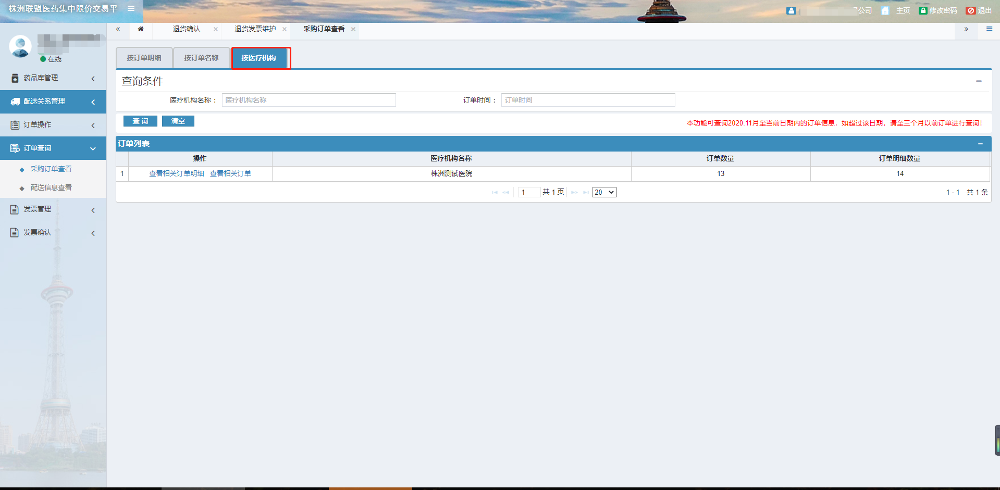 株洲联盟医药集中限价交易平
公司 主页 修改密码 退出
退货确认 退货发票维护 采购订单查看
在线
药品库管理
配送关系管理
订单操作
订单查询
采购订单查看
配送信息查看
发票管理
发票确认
按订单明细 按订单名称 按医疗机构
查询条件
医疗机构名称： 医疗机构名称 订单时间： 订单时间
查 询 清空
本功能可查询2020.11月至当前日期内的订单信息，如超过该日期，请至三个月以前订单进行查询!
订单列表
操作 医疗机构名称 订单数量 订单明细数量
1 查看相关订单明细 查看相关订单 株洲测试医院 13 14
1 共 1 页 20 1 - 1 共 1 条